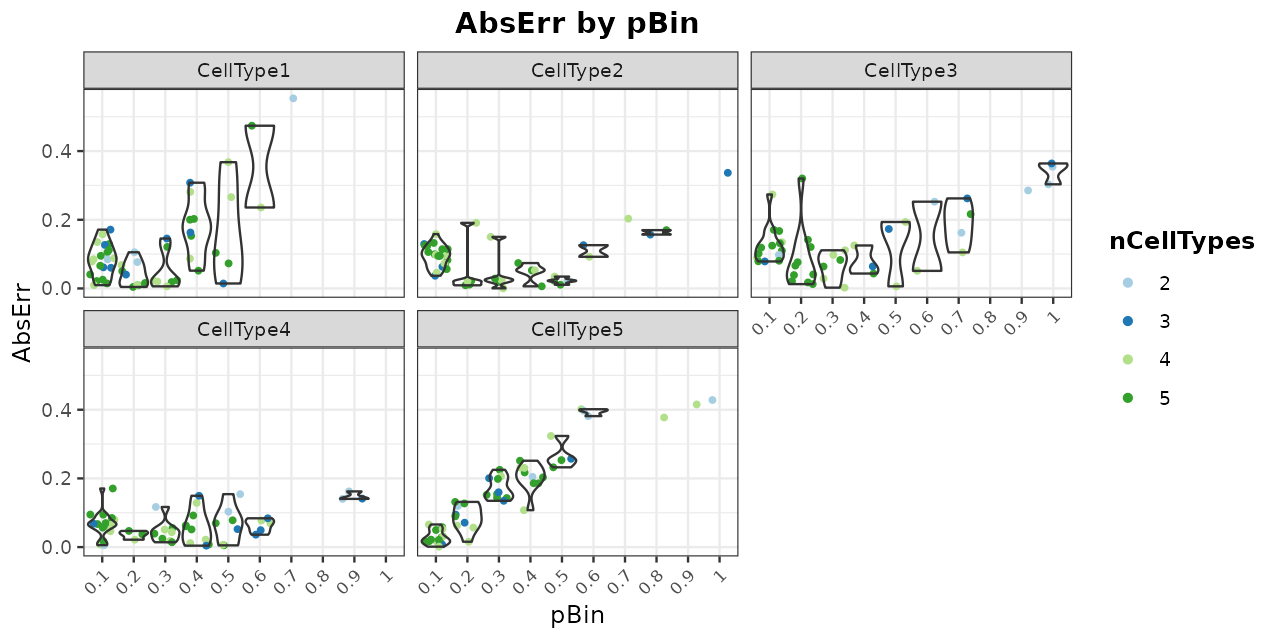 AbsErr by pBin
CellType1 CellType2 CellType3
0.4
0.2
0.0
0.1 0.2 0.3 0.4 0.5 0.6 0.7 0.8 0.9 1
nCellTypes
2
3
4
5
AbsErr
CellType4 CellType5
0.4
0.2
0.0
0.1 0.2 0.3 0.4 0.5 0.6 0.7 0.8 0.9 1 0.1 0.2 0.3 0.4 0.5 0.6 0.7 0.8 0.9 1
pBin